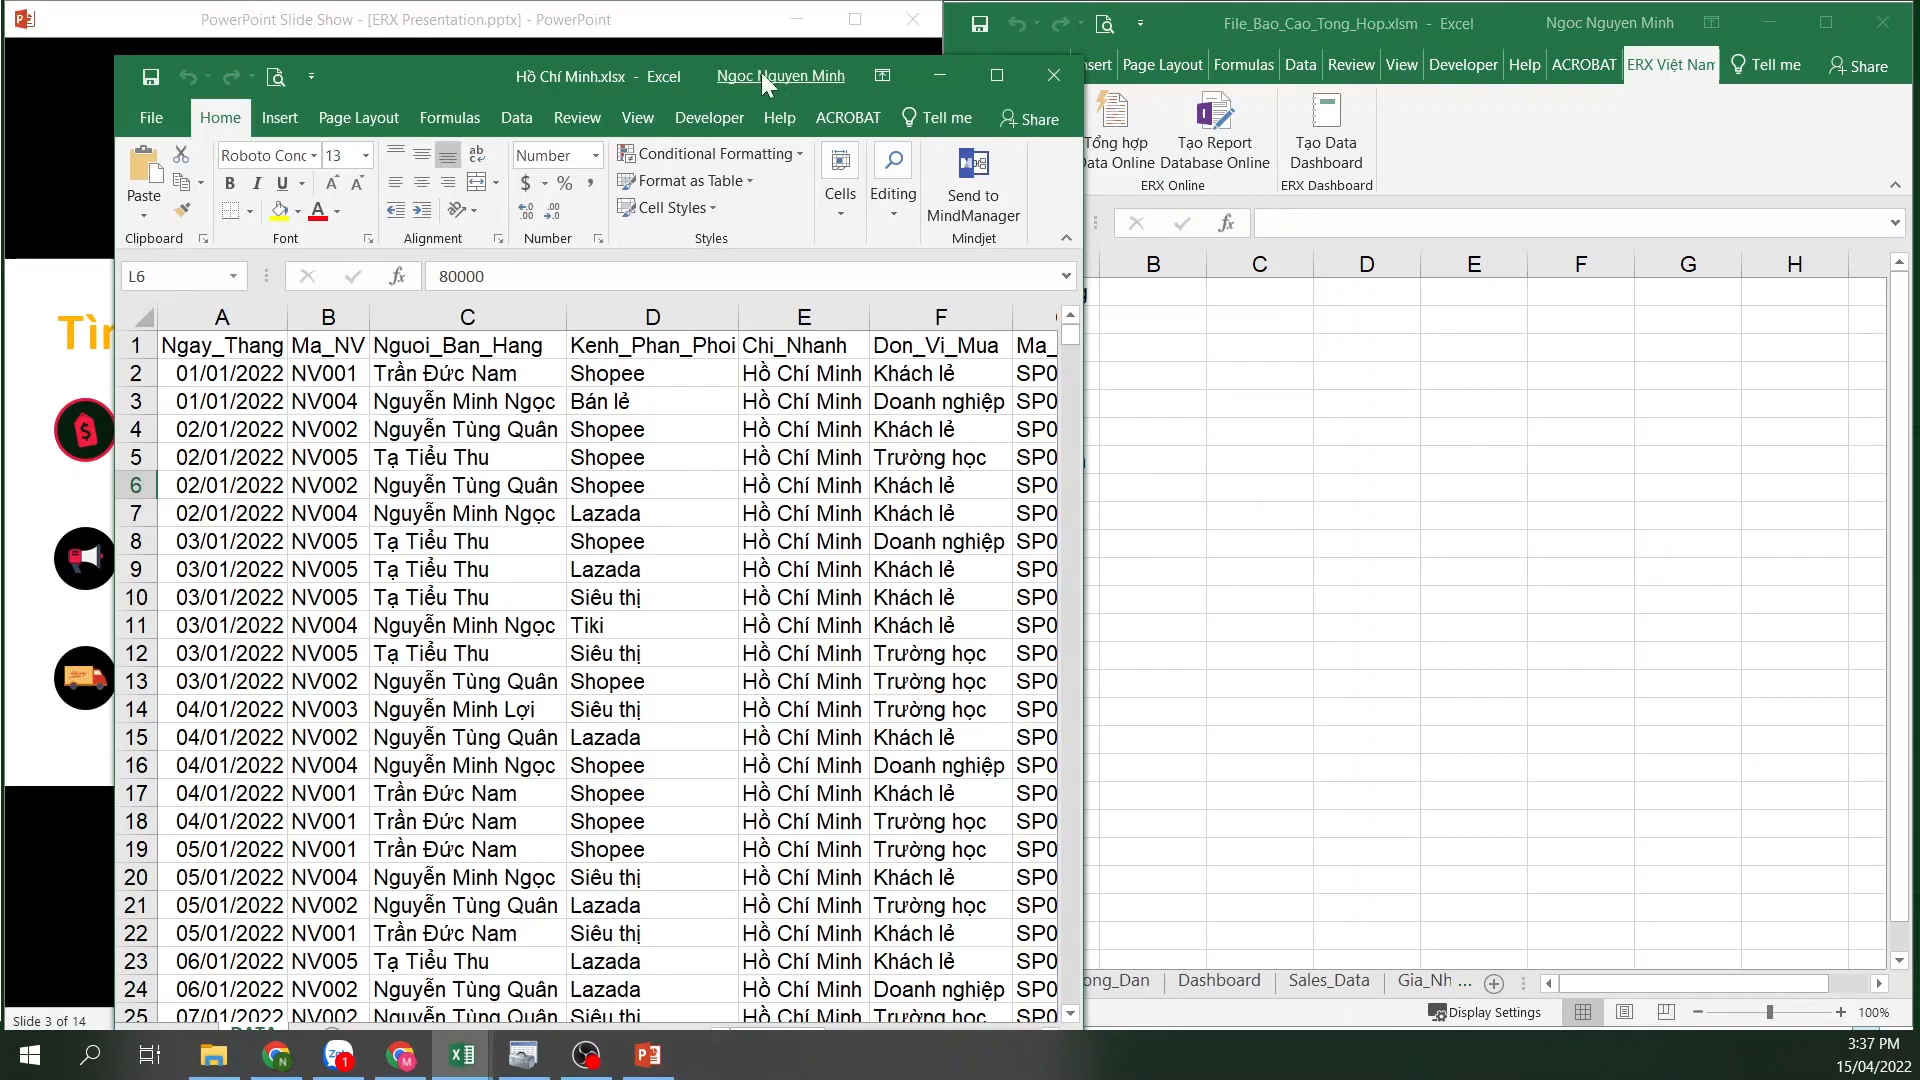 PowerPoint Slide Show - [ERX Presentation.pptx] - PowerPoint
File_Bao_Cao_Tong_Hop.xlsm - Excel
Ngoc Nguyen Minh
Page Layout Formulas Data Review View Developer Help ACROBAT ERX Việt Nam Tell me Share
Tổng hợp
Data Online
Tạo Report
Database Online
Tạo Data
Dashboard
ERX Online
ERX Dashboard
B C D E F G H
Dashboard Sales_Data Gia_Nh ...
Display Settings
100%
Hồ Chí Minh.xlsx - Excel
Ngoc Nguyen Minh
File Home Insert Page Layout Formulas Data Review View Developer Help ACROBAT Tell me Share
Paste
Roboto Conc 13
B I U
Number
Conditional Formatting
Format as Table
Cell Styles
Cells
Editing
Send to
MindManager
Clipboard Font Alignment Number Styles Mindjet
L6
fx
80000
A B C D E F
1 Ngay_Thang Ma_NV Nguoi_Ban_Hang Kenh_Phan_Phoi Chi_Nhanh Don_Vi_Mua Ma_
2 01/01/2022 NV001 Trần Đức Nam Shopee Hồ Chí Minh Khách lẻ SP0
3 01/01/2022 NV004 Nguyễn Minh Ngọc Bán lẻ Hồ Chí Minh Doanh nghiệp SP0
4 02/01/2022 NV002 Nguyễn Tùng Quân Shopee Hồ Chí Minh Khách lẻ SP0
5 02/01/2022 NV005 Tạ Tiểu Thu Shopee Hồ Chí Minh Trường học SP0
6 02/01/2022 NV002 Nguyễn Tùng Quân Shopee Hồ Chí Minh Khách lẻ SP0
7 02/01/2022 NV004 Nguyễn Minh Ngọc Lazada Hồ Chí Minh Khách lẻ SP0
8 03/01/2022 NV005 Tạ Tiểu Thu Shopee Hồ Chí Minh Doanh nghiệp SP0
9 03/01/2022 NV005 Tạ Tiểu Thu Lazada Hồ Chí Minh Khách lẻ SP0
10 03/01/2022 NV005 Tạ Tiểu Thu Siêu thị Hồ Chí Minh Khách lẻ SP0
11 03/01/2022 NV004 Nguyễn Minh Ngọc Tiki Hồ Chí Minh Khách lẻ SP0
12 03/01/2022 NV005 Tạ Tiểu Thu Siêu thị Hồ Chí Minh Trường học SP0
13 03/01/2022 NV002 Nguyễn Tùng Quân Shopee Hồ Chí Minh Trường học SP0
14 04/01/2022 NV003 Nguyễn Minh Lợi Siêu thị Hồ Chí Minh Trường học SP0
15 04/01/2022 NV002 Nguyễn Tùng Quân Lazada Hồ Chí Minh Khách lẻ SP0
16 04/01/2022 NV004 Nguyễn Minh Ngọc Shopee Hồ Chí Minh Doanh nghiệp SP0
17 04/01/2022 NV001 Trần Đức Nam Shopee Hồ Chí Minh Khách lẻ SP0
18 04/01/2022 NV001 Trần Đức Nam Shopee Hồ Chí Minh Trường học SP0
19 05/01/2022 NV001 Trần Đức Nam Shopee Hồ Chí Minh Trường học SP0
20 05/01/2022 NV004 Nguyễn Minh Ngọc Siêu thị Hồ Chí Minh Khách lẻ SP0
21 05/01/2022 NV002 Nguyễn Tùng Quân Lazada Hồ Chí Minh Trường học SP0
22 05/01/2022 NV001 Trần Đức Nam Siêu thị Hồ Chí Minh Khách lẻ SP0
23 06/01/2022 NV005 Tạ Tiểu Thu Lazada Hồ Chí Minh Khách lẻ SP0
24 06/01/2022 NV002 Nguyễn Tùng Quân Lazada Hồ Chí Minh Doanh nghiệp SP0
25 07/01/2022 NV002 Nguyễn Tùng Quân Siêu thị Hồ Chí Minh Trường học SP0
DATA
Slide 3 of 14
3:37 PM
15/04/2022